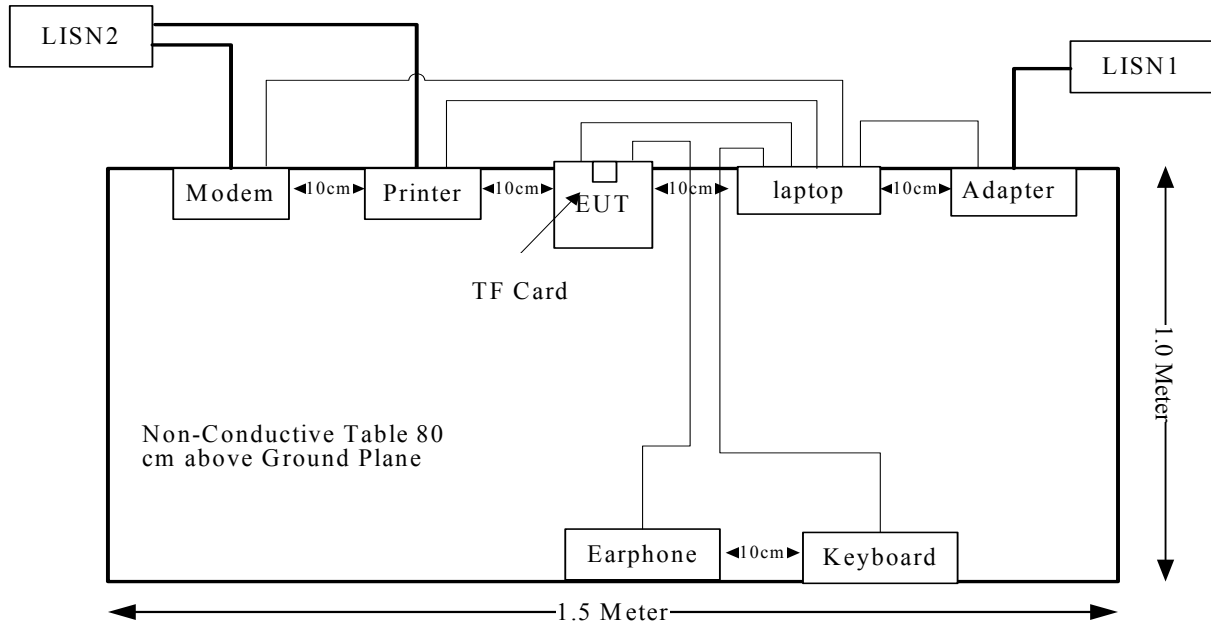 LISN2
LISN1
Modem
10cm
Printer
10cm
EUT
10cm
laptop
10cm
Adapter
TF Card
1.0 Meter
Non-Conductive Table 80
cm above Ground Plane
Earphone
10cm
Keyboard
1.5 Meter